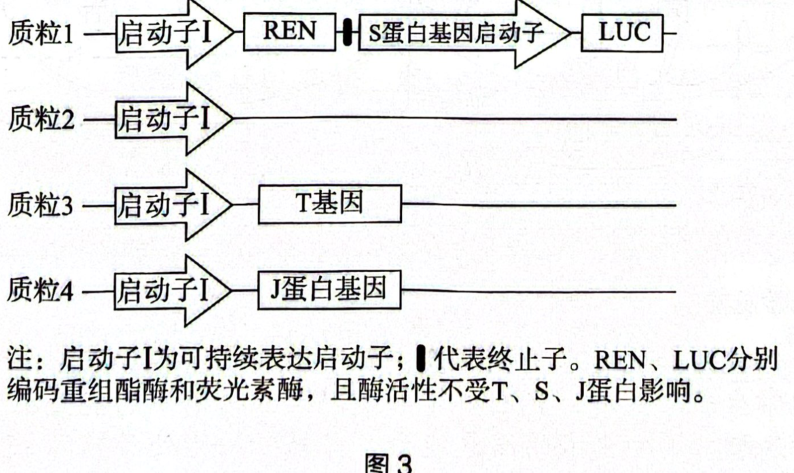 质粒1 启动子I REN S蛋白基因启动子 LUC
质粒2 启动子I
质粒3 启动子I T基因
质粒4 启动子I J蛋白基因
注：启动子I为可持续表达启动子；代表终止子。REN、LUC分别
编码重组酯酶和荧光素酶，且酶活性不受T、S、J蛋白影响。
图3